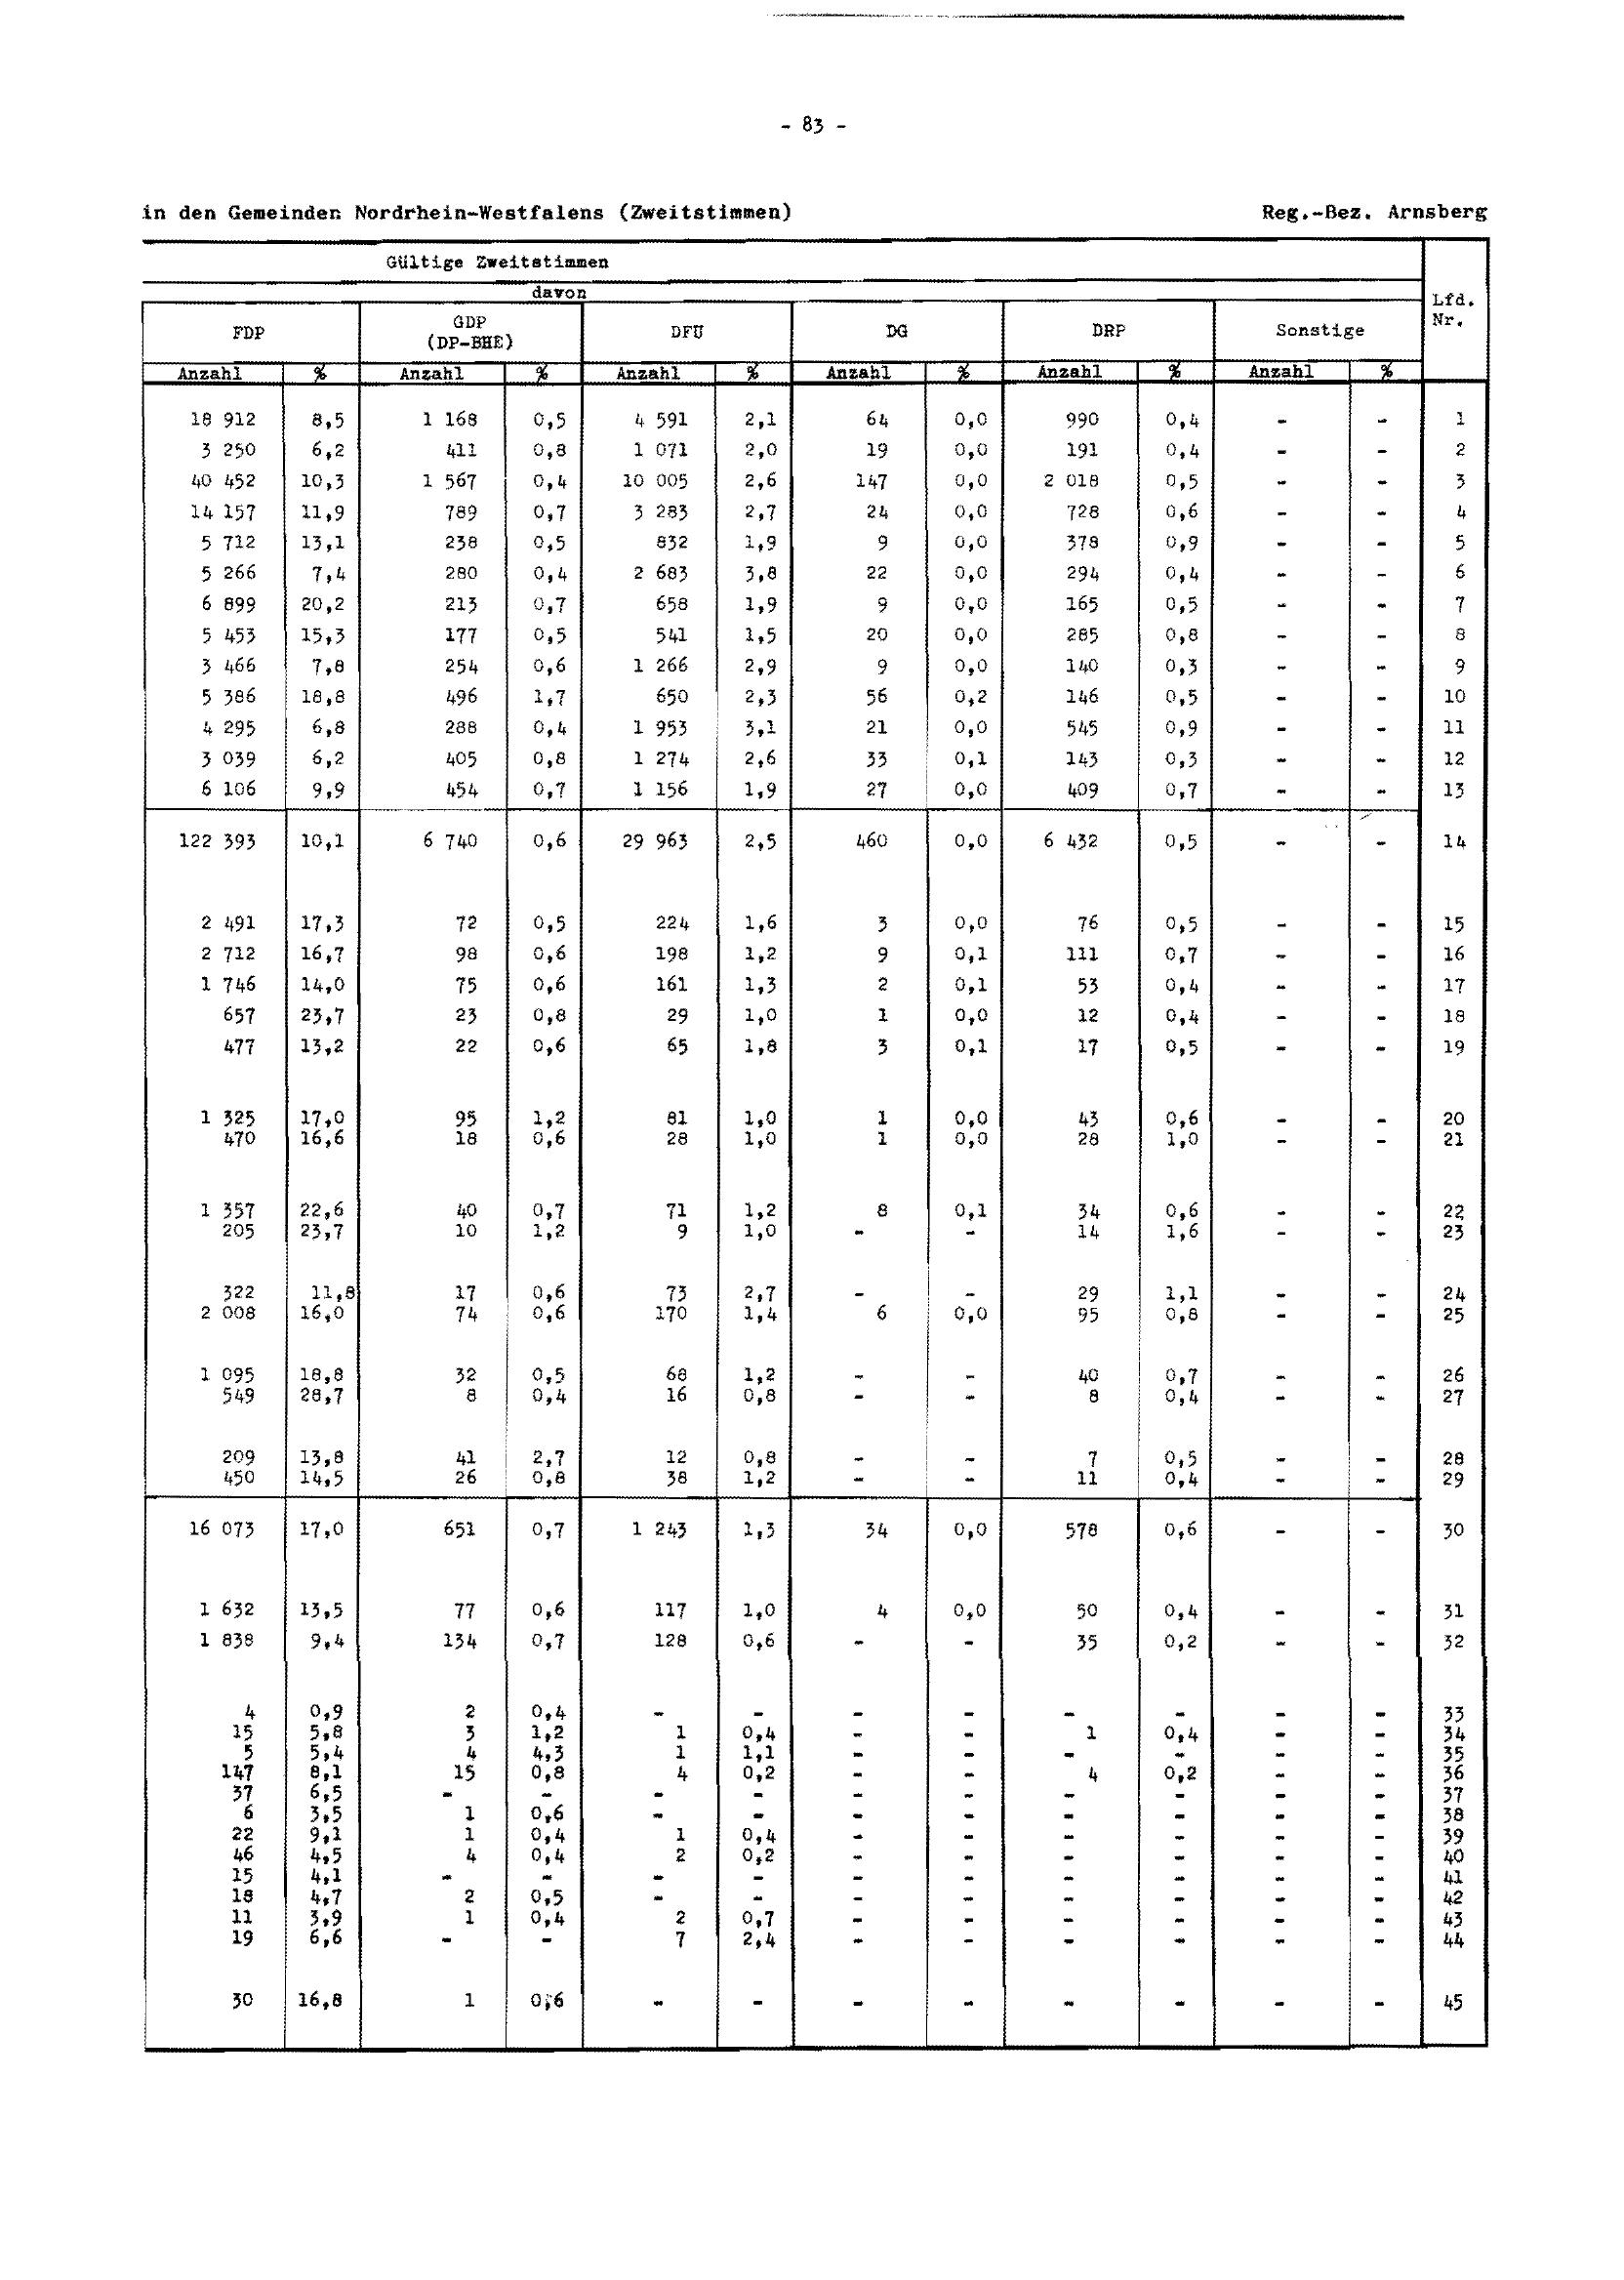 - 83 -
in den Gemeinden Nordrhein-Westfalens (Zweitstimmen) Reg.-Bez. Arnsberg
Gültige Zweitstimmen
davon
Lfd. Nr.
FDP GDP (DP-BHE) DFU DG DRP Sonstige
Anzahl % Anzahl % Anzahl % Anzahl % Anzahl % Anzahl %
18 912 8,5 1 168 0,5 4 591 2,1 64 0,0 990 0,4 - - 1
3 250 6,2 411 0,8 1 071 2,0 19 0,0 191 0,4 - - 2
40 452 10,3 1 567 0,4 10 005 2,6 147 0,0 2 018 0,5 - - 3
14 157 11,9 789 0,7 3 283 2,7 24 0,0 728 0,6 - - 4
5 712 13,1 238 0,5 832 1,9 9 0,0 378 0,9 - - 5
5 266 7,4 280 0,4 2 683 3,8 22 0,0 294 0,4 - - 6
6 899 20,2 213 0,7 658 1,9 9 0,0 165 0,5 - - 7
5 453 15,3 177 0,5 541 1,5 20 0,0 285 0,8 - - 8
3 466 7,8 254 0,6 1 266 2,9 9 0,0 140 0,3 - - 9
5 386 18,8 496 1,7 650 2,3 56 0,2 146 0,5 - - 10
4 295 6,8 288 0,4 1 953 3,1 21 0,0 545 0,9 - - 11
3 039 6,2 405 0,8 1 274 2,6 33 0,1 143 0,3 - - 12
6 106 9,9 454 0,7 1 156 1,9 27 0,0 409 0,7 - - 13
122 393 10,1 6 740 0,6 29 963 2,5 460 0,0 6 432 0,5 - - 14
2 491 17,3 72 0,5 224 1,6 3 0,0 76 0,5 - - 15
2 712 16,7 98 0,6 198 1,2 9 0,1 111 0,7 - - 16
1 746 14,0 75 0,6 161 1,3 2 0,1 53 0,4 - - 17
657 23,7 23 0,8 29 1,0 1 0,0 12 0,4 - - 18
477 13,2 22 0,6 65 1,8 3 0,1 17 0,5 - - 19
1 325 17,0 95 1,2 81 1,0 1 0,0 43 0,6 - - 20
470 16,6 18 0,6 28 1,0 1 0,0 28 1,0 - - 21
1 357 22,6 40 0,7 71 1,2 8 0,1 34 0,6 - - 22
205 23,7 10 1,2 9 1,0 - - 14 1,6 - - 23
322 11,8 17 0,6 73 2,7 - - 29 1,1 - - 24
2 008 16,0 74 0,6 170 1,4 6 0,0 95 0,8 - - 25
1 095 18,8 32 0,5 68 1,2 - - 40 0,7 - - 26
549 28,7 8 0,4 16 0,8 - - 8 0,4 - - 27
209 13,8 41 2,7 12 0,8 - - 7 0,5 - - 28
450 14,5 26 0,8 38 1,2 - - 11 0,4 - - 29
16 073 17,0 651 0,7 1 243 1,3 34 0,0 578 0,6 - - 30
1 632 13,5 77 0,6 117 1,0 4 0,0 50 0,4 - - 31
1 838 9,4 134 0,7 128 0,6 - - 35 0,2 - - 32
4 0,9 2 0,4 - - - - - - - - 33
15 5,8 3 1,2 1 0,4 - - 1 0,4 - - 34
5 5,4 4 4,3 1 1,1 - - - - - - 35
147 8,1 15 0,8 4 0,2 - - 4 0,2 - - 36
37 6,5 - - - - - - - - - - 37
6 3,5 1 0,6 - - - - - - - - 38
22 9,1 1 0,4 1 0,4 - - - - - - 39
46 4,5 4 0,4 2 0,2 - - - - - - 40
15 4,1 - - - - - - - - - - 41
18 4,7 2 0,5 - - - - - - - - 42
11 3,9 1 0,4 2 0,7 - - - - - - 43
19 6,6 - - 7 2,4 - - - - - - 44
30 16,8 1 0,6 - - - - - - - - 45